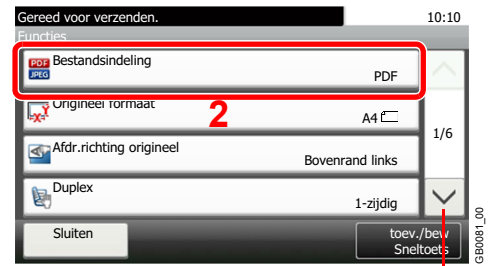 Gereed voor verzenden. 10:10
Functies
PDF
JPEG
Bestandsindeling
PDF
2
X Y
Origineel formaat
A4
1/6
Afdr.richting origineel
Bovenrand links
Duplex
1-zijdig
Sluiten
toev./bew
Sneltoets
GB0081_00